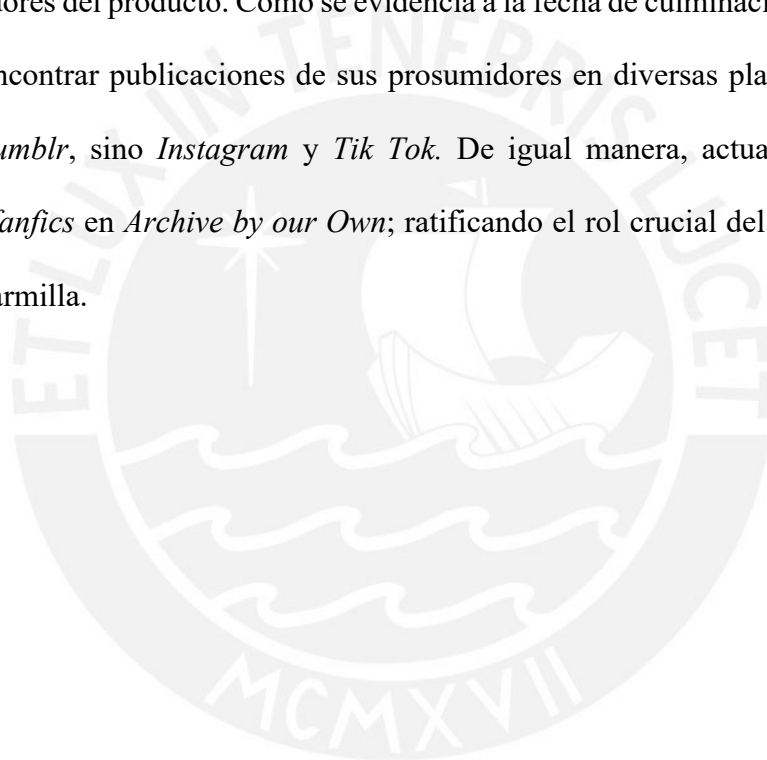 dores del producto. Como se evidencia a la fecha de culminaci
ncontrar publicaciones de sus prosumidores en diversas pla
umblr, sino Instagram y Tik Tok. De igual manera, actua
fanfics en Archive by our Own; ratificando el rol crucial del
armilla.
ET LUX IN TENEBRIS LUCET
MCMXVII